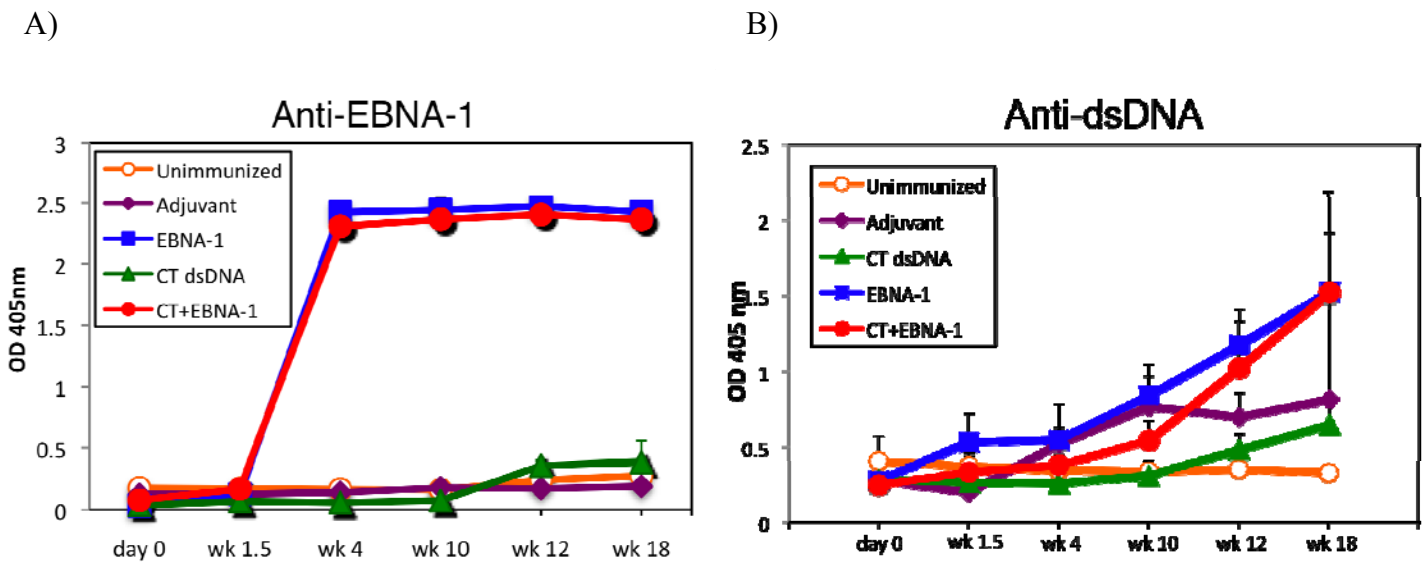 A)
Anti-EBNA-1
OD 405nm
3
2.5
2
1.5
1
0.5
0
Unimmunized
Adjuvant
EBNA-1
CT dsDNA
CT+EBNA-1
day 0 wk 1.5 wk 4 wk 10 wk 12 wk 18
B)
Anti-dsDNA
OD 405 nm
2.5
2
1.5
1
0.5
0
Unimmunized
Adjuvant
CT dsDNA
EBNA-1
CT+EBNA-1
day 0 wk 1.5 wk 4 wk 10 wk 12 wk 18